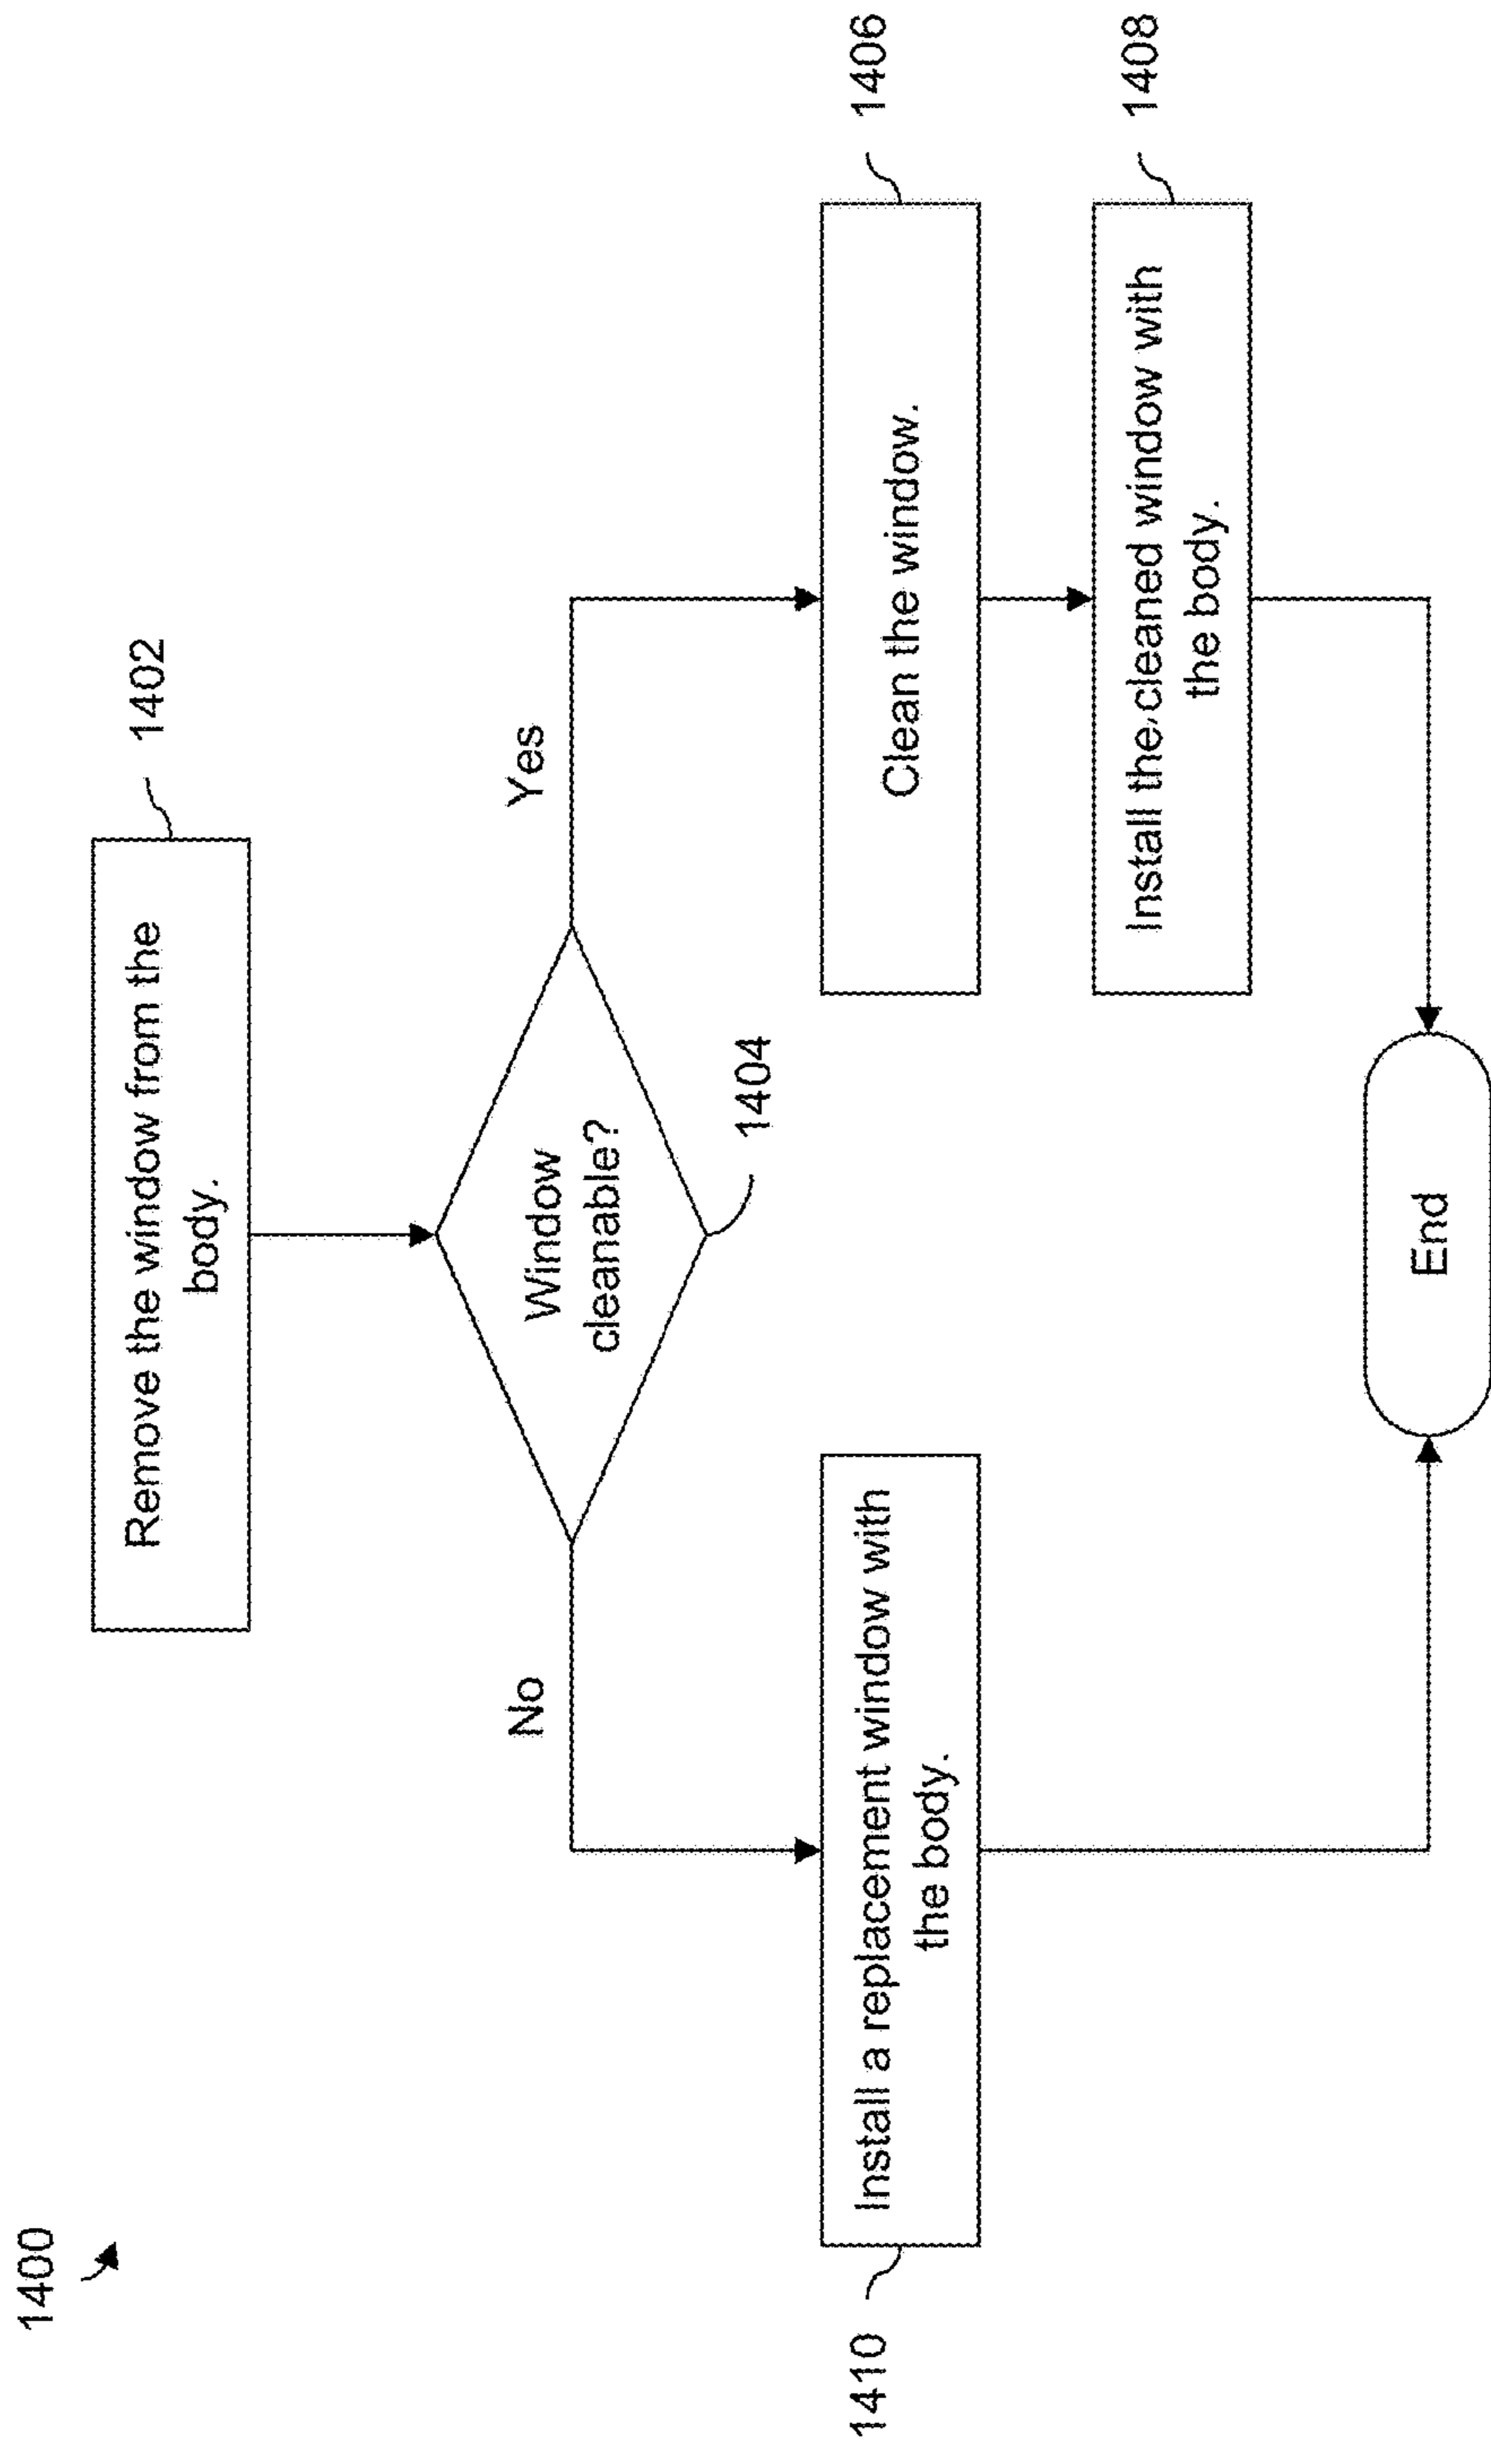 1400
Remove the window from the
body.
1402
Window
cleanable?
1404
No
Yes
Install a replacement window with
the body.
1410
Clean the window.
1406
Install the cleaned window with
the body.
1408
End